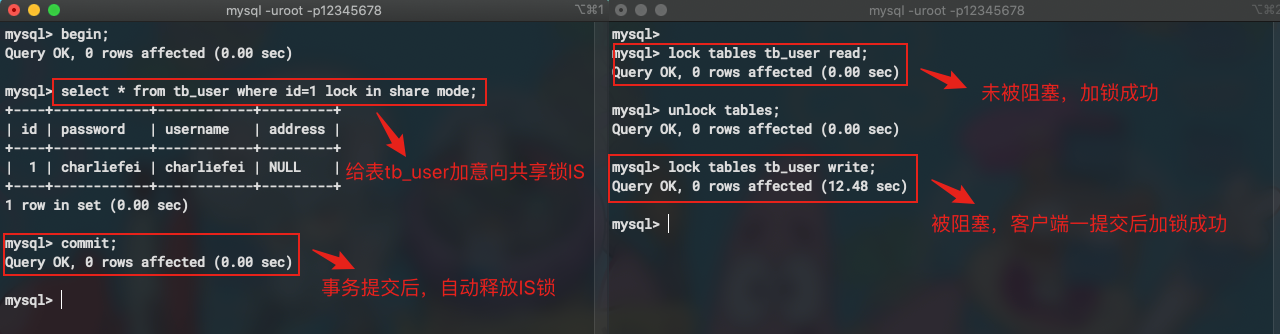 mysql -uroot -p12345678
⌥⌘1
mysql> begin;
Query OK, 0 rows affected (0.00 sec)
mysql> select * from tb_user where id=1 lock in share mode;
+----+------------+------------+---------+
| id | password   | username   | address |
+----+------------+------------+---------+
|  1 | charliefei | charliefei | NULL    |
+----+------------+------------+---------+
1 row in set (0.00 sec)
给表tb_user加意向共享锁IS
mysql> commit;
Query OK, 0 rows affected (0.00 sec)
事务提交后，自动释放IS锁
mysql>
mysql -uroot -p12345678
⌥⌘2
mysql>
mysql> lock tables tb_user read;
Query OK, 0 rows affected (0.00 sec)
未被阻塞，加锁成功
mysql> unlock tables;
Query OK, 0 rows affected (0.00 sec)
mysql> lock tables tb_user write;
Query OK, 0 rows affected (12.48 sec)
被阻塞，客户端一提交后加锁成功
mysql>